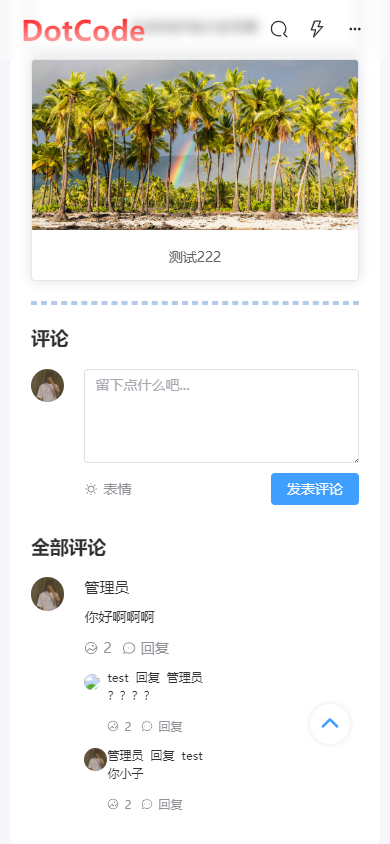 DotCode
测试222
评论
留下点什么吧...
表情
发表评论
全部评论
管理员
你好啊啊啊
2 回复
test 回复 管理员
？？？？
2 回复
管理员 回复 test
你小子
2 回复